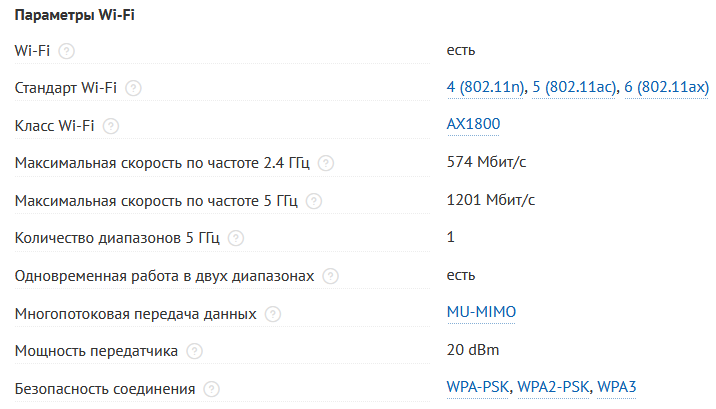 Параметры Wi-Fi
Wi-Fi ? есть
Стандарт Wi-Fi ? 4 (802.11n), 5 (802.11ac), 6 (802.11ax)
Класс Wi-Fi ? AX1800
Максимальная скорость по частоте 2.4 ГГц ? 574 Мбит/с
Максимальная скорость по частоте 5 ГГц ? 1201 Мбит/с
Количество диапазонов 5 ГГц ? 1
Одновременная работа в двух диапазонах ? есть
Многопотоковая передача данных ? MU-MIMO
Мощность передатчика ? 20 dBm
Безопасность соединения ? WPA-PSK, WPA2-PSK, WPA3